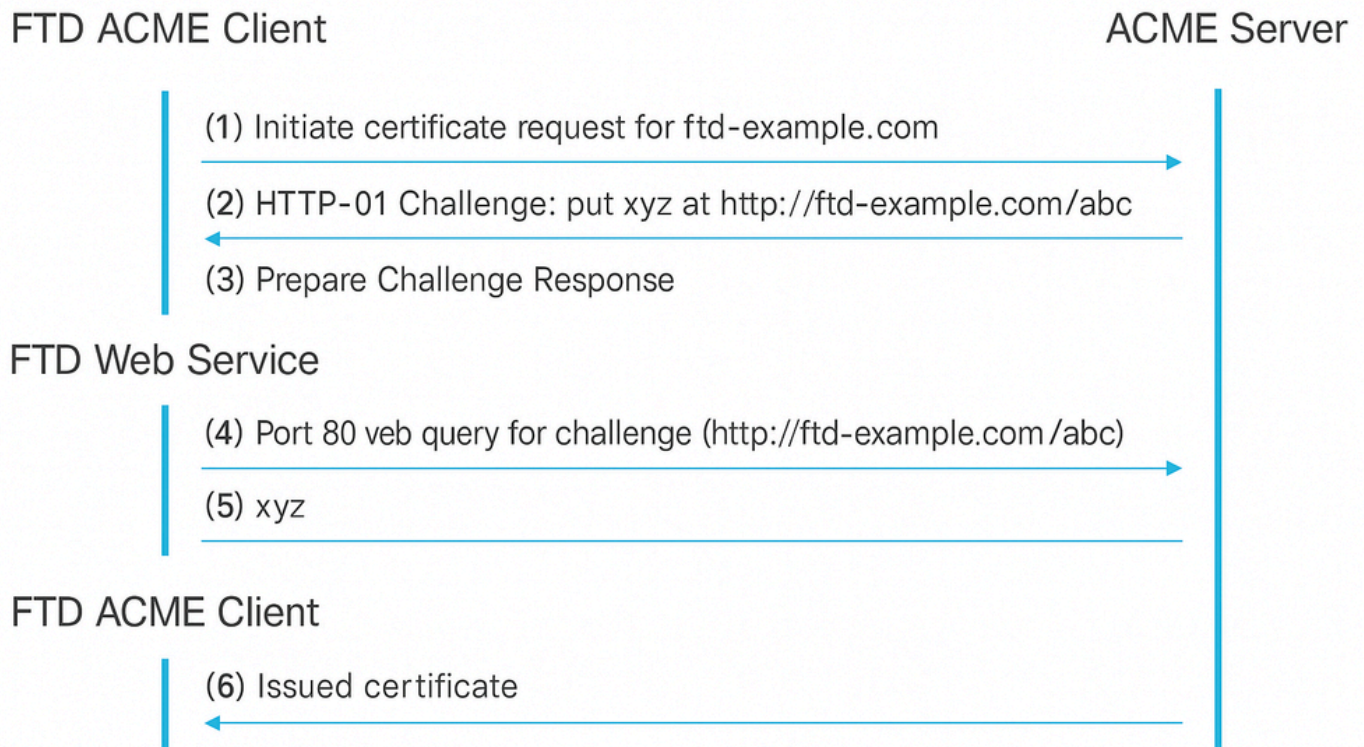 FTD ACME Client
ACME Server
(1) Initiate certificate request for ftd-example.com
(2) HTTP-01 Challenge: put xyz at http://ftd-example.com/abc
(3) Prepare Challenge Response
FTD Web Service
(4) Port 80 veb query for challenge (http://ftd-example.com/abc)
(5) xyz
FTD ACME Client
(6) Issued certificate